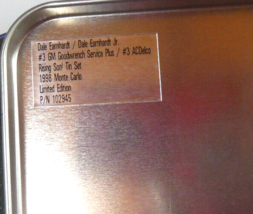 Dale Earnhardt / Dale Earnhardt Jr.
#3 GM Goodwrench Service Plus / #3 ACDelco
Rising Son Tin Set
1998 Monte Carlo
Limited Edition
P/N 102945